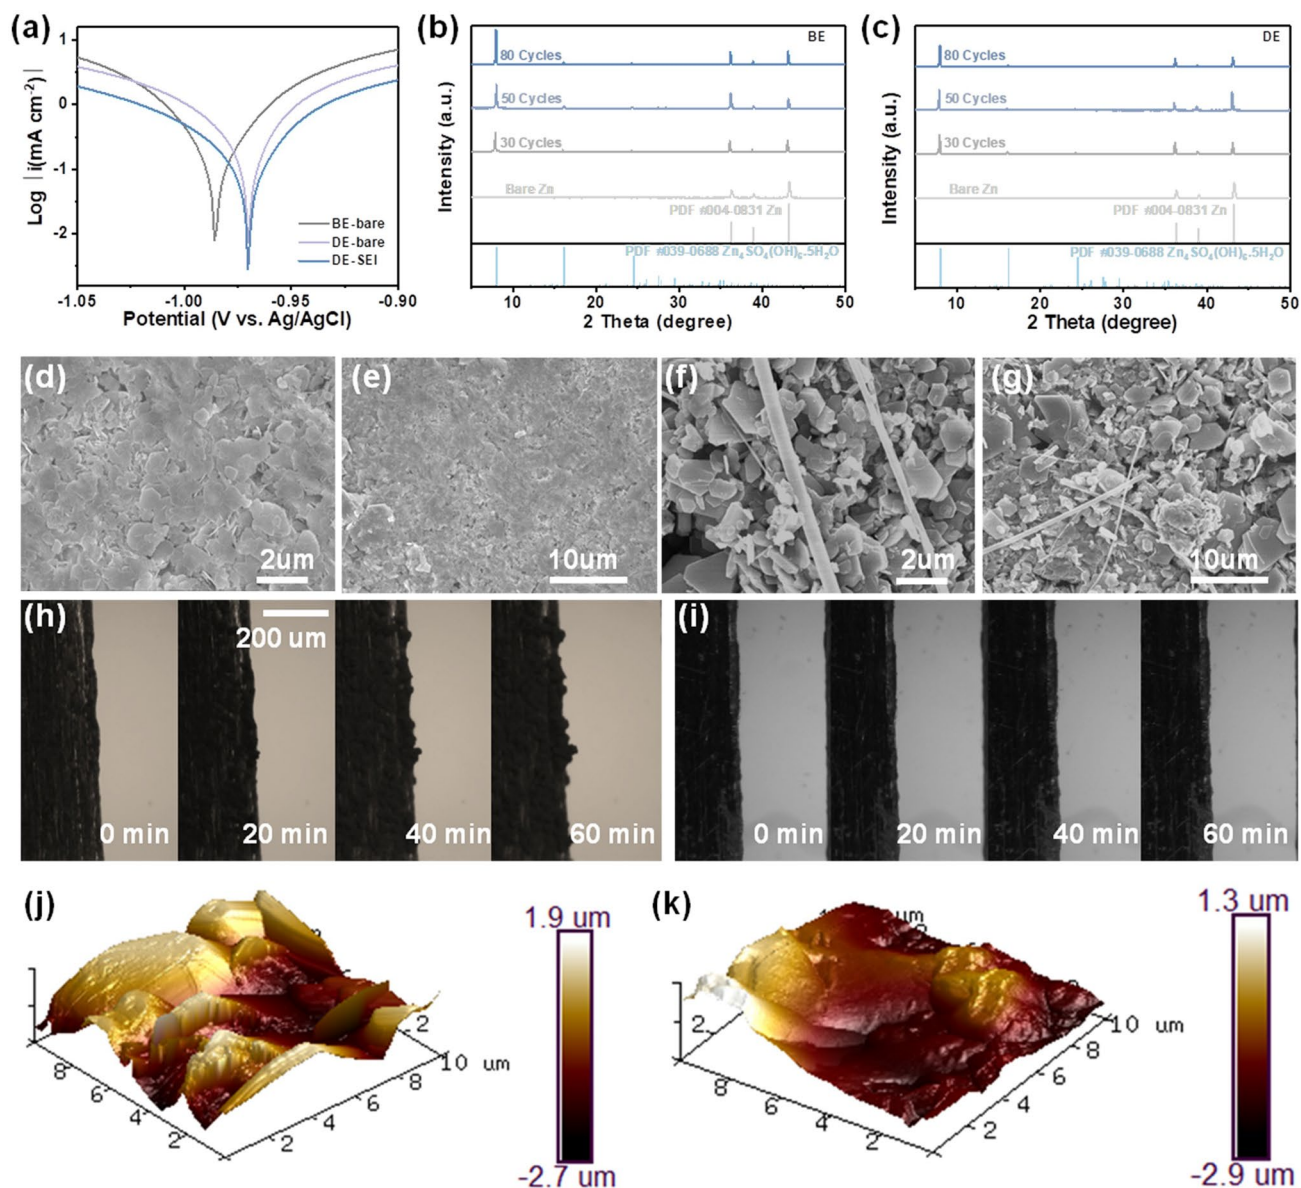 (a)
1
0
-1
-2
Log |i(mA cm⁻²)|
BE-bare
DE-bare
DE-SEI
-1.05
-1.00
-0.95
-0.90
Potential (V vs. Ag/AgCl)
(b)
BE
80 Cycles
50 Cycles
30 Cycles
Bare Zn
PDF #004-0831 Zn
PDF #039-0688 Zn₄SO₄(OH)₆.5H₂O
Intensity (a.u.)
10
20
30
40
50
2 Theta (degree)
(c)
DE
80 Cycles
50 Cycles
30 Cycles
Bare Zn
PDF #004-0831 Zn
PDF #039-0688 Zn₄SO₄(OH)₆.5H₂O
Intensity (a.u.)
10
20
30
40
50
2 Theta (degree)
(d)
2um
(e)
10um
(f)
2um
(g)
10um
(h)
200 um
0 min
20 min
40 min
60 min
(i)
0 min
20 min
40 min
60 min
(j)
1.9 um
-2.7 um
2
10 um
8
8
6
6
4
4
2
2
(k)
1.3 um
-2.9 um
um
2
10 um
8
8
6
6
4
4
2
2